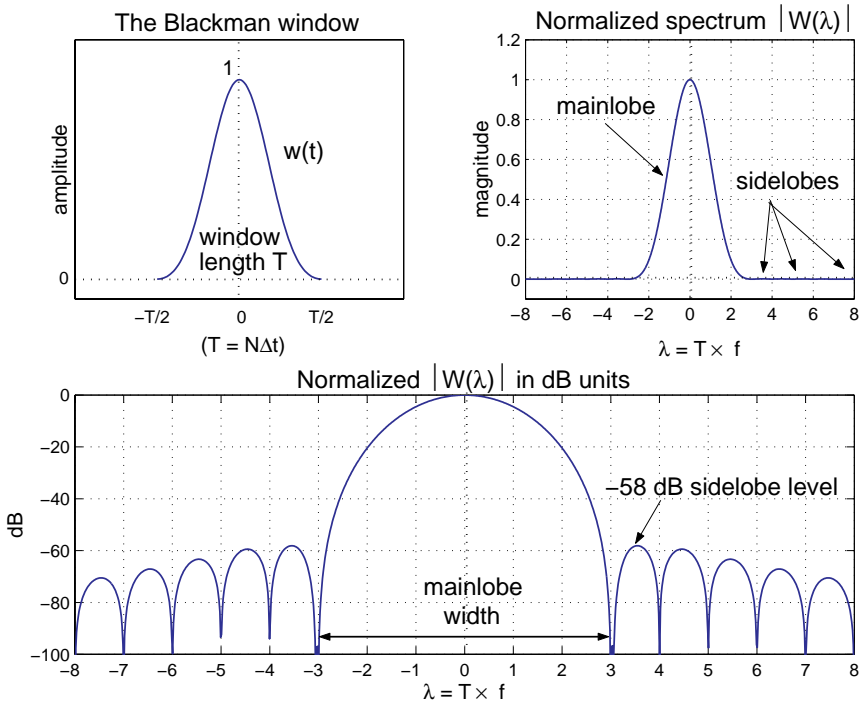 The Blackman window
amplitude
1
w(t)
window
length T
0
−T/2 0 T/2
(T = N∆t)
Normalized spectrum |W(λ)|
magnitude
1.2
1
0.8
0.6
0.4
0.2
0
mainlobe
sidelobes
−8 −6 −4 −2 0 2 4 6 8
λ = T × f
Normalized |W(λ)| in dB units
dB
0
−20
−40
−60
−80
−100
−58 dB sidelobe level
mainlobe
width
−8 −7 −6 −5 −4 −3 −2 −1 0 1 2 3 4 5 6 7 8
λ = T × f